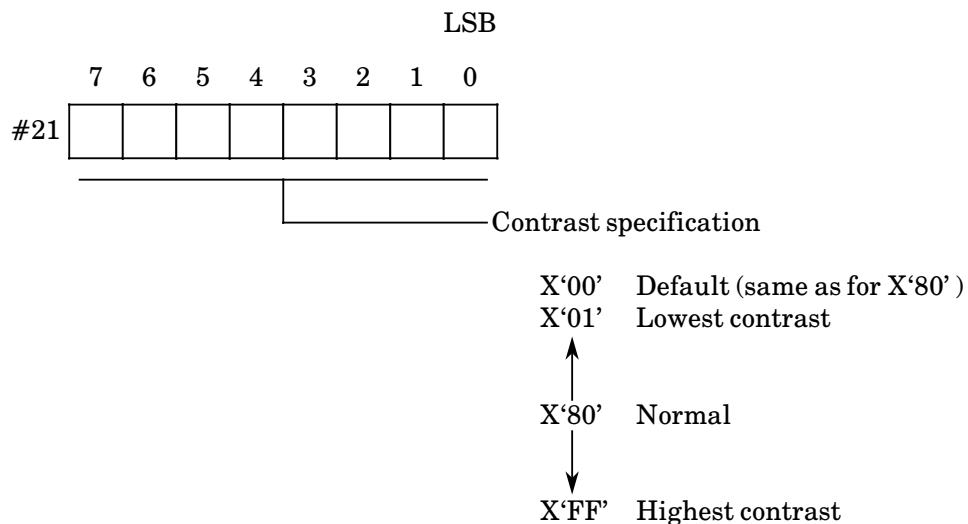 LSB
7 6 5 4 3 2 1 0
#21
Contrast specification
X‘00’ Default (same as for X‘80’ )
X‘01’ Lowest contrast
X‘80’ Normal
X‘FF’ Highest contrast